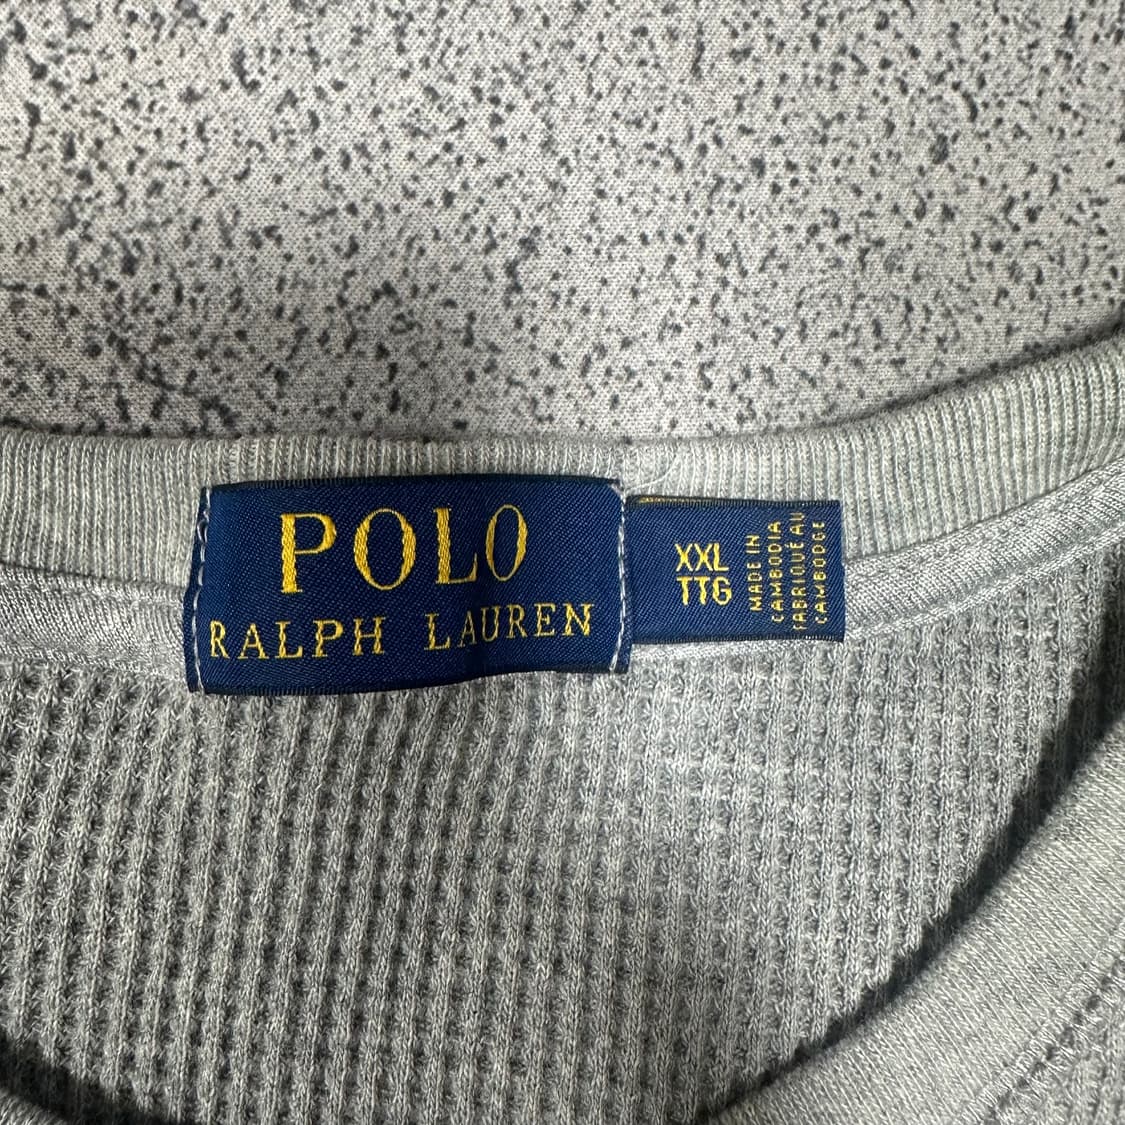 POLO
RALPH LAUREN
XXL
TTG
MADE IN
CAMBODIA
FABRIQUÉ AU
CAMBODGE